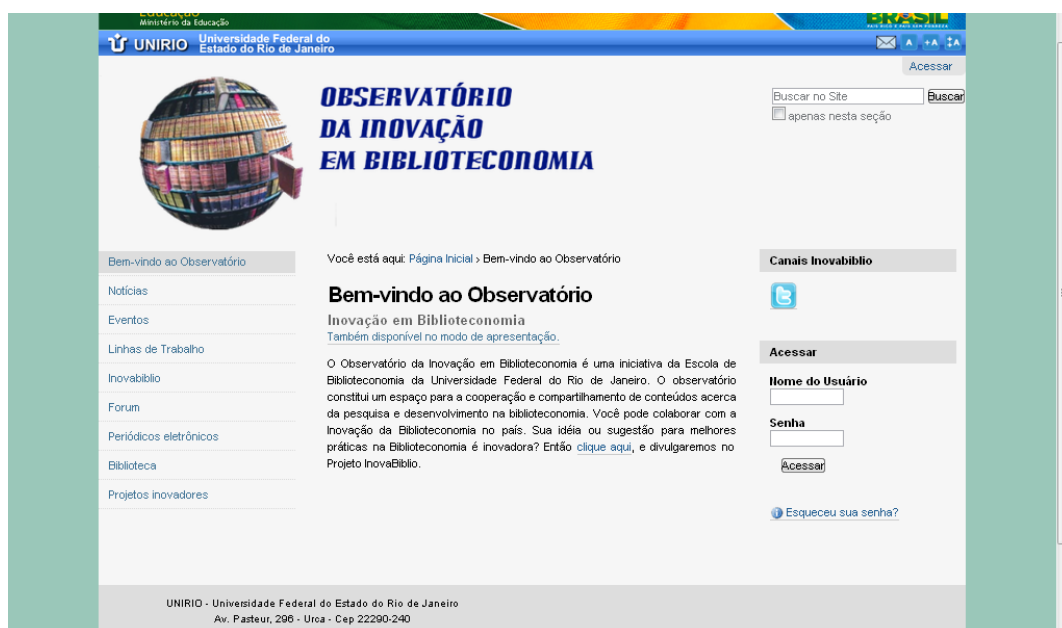 Educação
Ministério da Educação
BRASIL
UNIRIO
Universidade Federal do
Estado do Rio de Janeiro
A +A ‡A
Acessar
OBSERVATÓRIO
DA INOVAÇÃO
EM BIBLIOTECONOMIA
Buscar no Site
Buscar
apenas nesta seção
Bem-vindo ao Observatório
Notícias
Eventos
Linhas de Trabalho
Inovabiblio
Forum
Periódicos eletrônicos
Biblioteca
Projetos inovadores
Você está aqui: Página Inicial › Bem-vindo ao Observatório
Bem-vindo ao Observatório
Inovação em Biblioteconomia
Também disponível no modo de apresentação.
O Observatório da Inovação em Biblioteconomia é uma iniciativa da Escola de
Biblioteconomia da Universidade Federal do Rio de Janeiro. O observatório
constitui um espaço para a cooperação e compartilhamento de conteúdos acerca
da pesquisa e desenvolvimento na biblioteconomia. Você pode colaborar com a
Inovação da Biblioteconomia no país. Sua idéia ou sugestão para melhores
práticas na Biblioteconomia é inovadora? Então clique aqui, e divulgaremos no
Projeto InovaBiblio.
Canais Inovabiblio
Acessar
Nome do Usuário
Senha
Acessar
Esqueceu sua senha?
UNIRIO - Universidade Federal do Estado do Rio de Janeiro
Av. Pasteur, 296 - Urca - Cep 22290-240